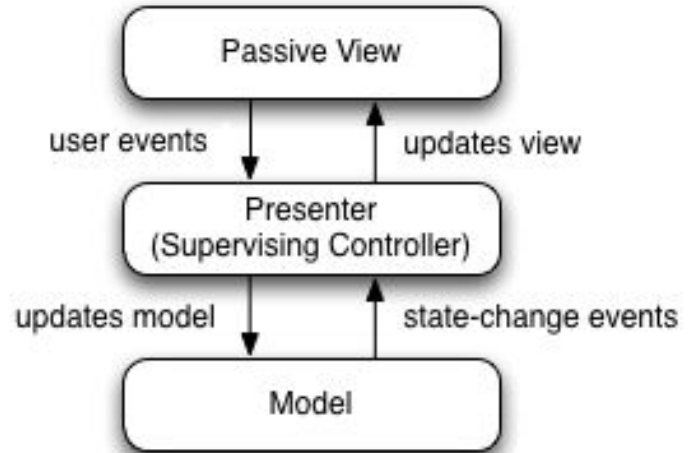 Passive View
user events
updates view
Presenter
(Supervising Controller)
updates model
state-change events
Model